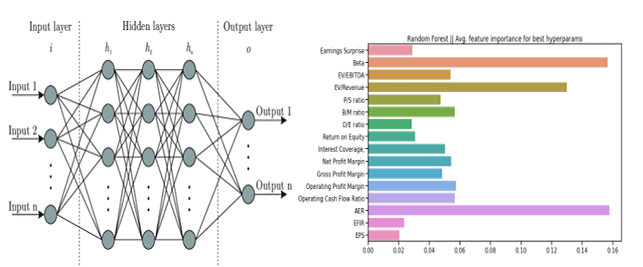 Input layer
Hidden layers
Output layer
i
h1
h2
hn
o
Input 1
Input 2
Input n
Output 1
Output n
Random Forest || Avg. feature importance for best hyperparams
Earnings Surprise
Beta
EV/EBITDA
EV/Revenue
P/S ratio
B/M ratio
D/E ratio
Return on Equity
Interest Coverage,
Net Profit Margin
Gross Profit Margin
Operating Profit Margin
Operating Cash Flow Ratio
AER
EFIR
EPS
0.00 0.02 0.04 0.06 0.08 0.10 0.12 0.14 0.16